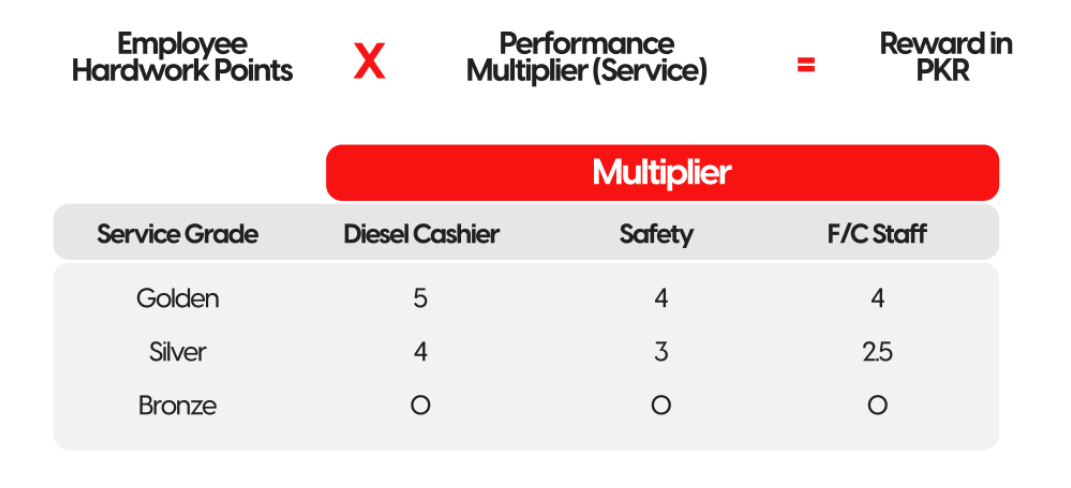 Employee Hardwork Points X Performance Multiplier (Service) = Reward in PKR
Multiplier
Service Grade Diesel Cashier Safety F/C Staff
Golden 5 4 4
Silver 4 3 2.5
Bronze 0 0 0